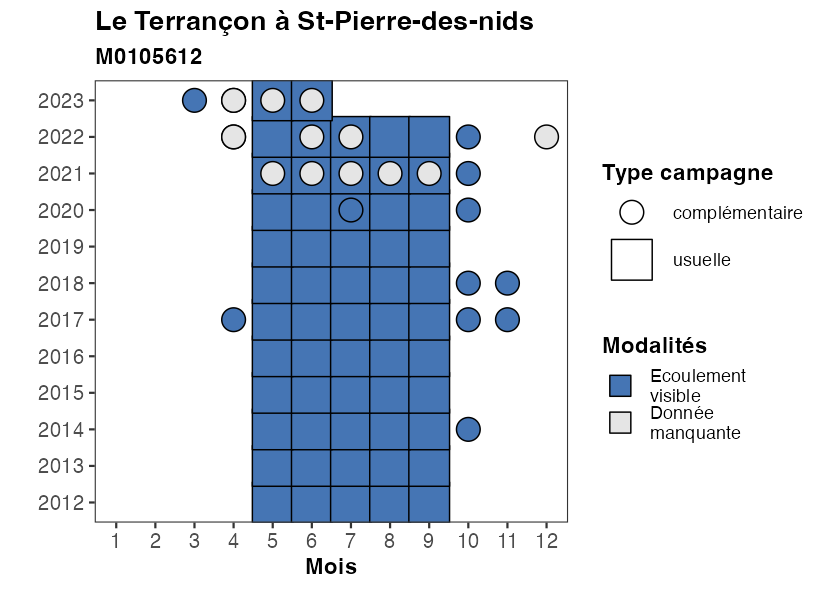 Le Terrançon à St-Pierre-des-nids
M0105612
2023
2022
2021
2020
2019
2018
2017
2016
2015
2014
2013
2012
1 2 3 4 5 6 7 8 9 10 11 12
Mois
Type campagne
complémentaire
usuelle
Modalités
Ecoulement
visible
Donnée
manquante